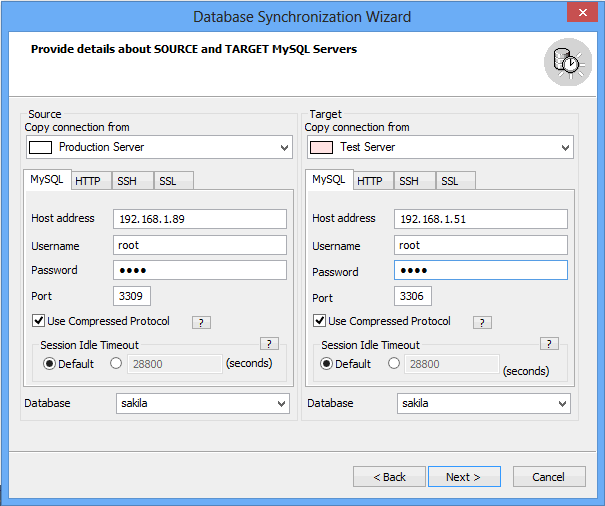 Database Synchronization Wizard
Provide details about SOURCE and TARGET MySQL Servers
Source
Copy connection from
Production Server
MySQL HTTP SSH SSL
Host address 192.168.1.89
Username root
Password ●●●●
Port 3309
Use Compressed Protocol ?
Session Idle Timeout ?
Default 28800 (seconds)
Database sakila
Target
Copy connection from
Test Server
MySQL HTTP SSH SSL
Host address 192.168.1.51
Username root
Password ●●●●
Port 3306
Use Compressed Protocol ?
Session Idle Timeout ?
Default 28800 (seconds)
Database sakila
< Back Next > Cancel